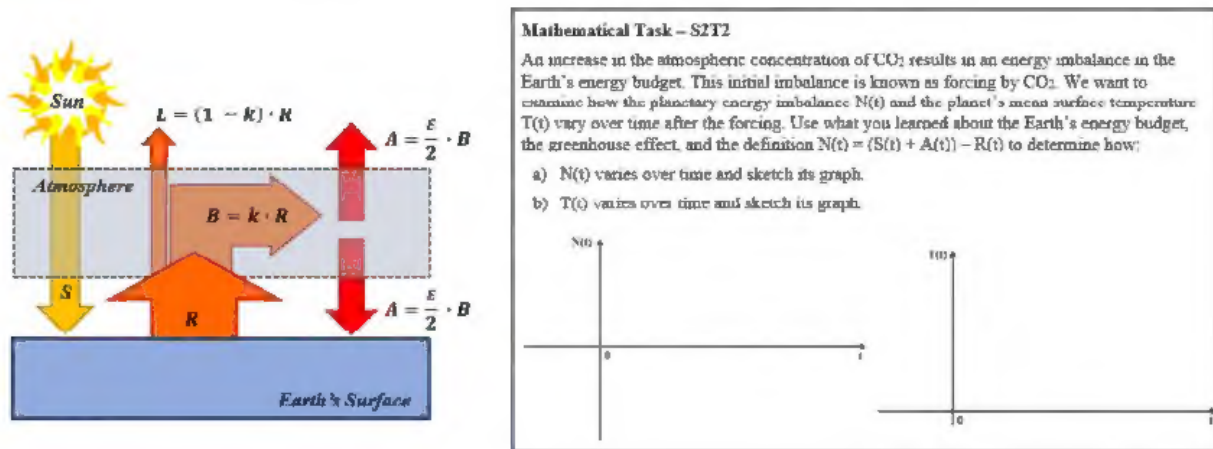 Sun
L = (1 − k) · R
A = ε/2 · B
Atmosphere
B = k · R
S
R
A = ε/2 · B
Earth's Surface
Mathematical Task – S2T2
An increase in the atmospheric concentration of CO₂ results in an energy imbalance in the
Earth's energy budget. This initial imbalance is known as forcing by CO₂. We want to
examine how the planetary energy imbalance N(t) and the planet's mean surface temperature
T(t) vary over time after the forcing. Use what you learned about the Earth's energy budget,
the greenhouse effect, and the definition N(t) = (S(t) + A(t)) – R(t) to determine how:
a) N(t) varies over time and sketch its graph.
b) T(t) varies over time and sketch its graph.
N(t)
0
t
T(t)
0
t